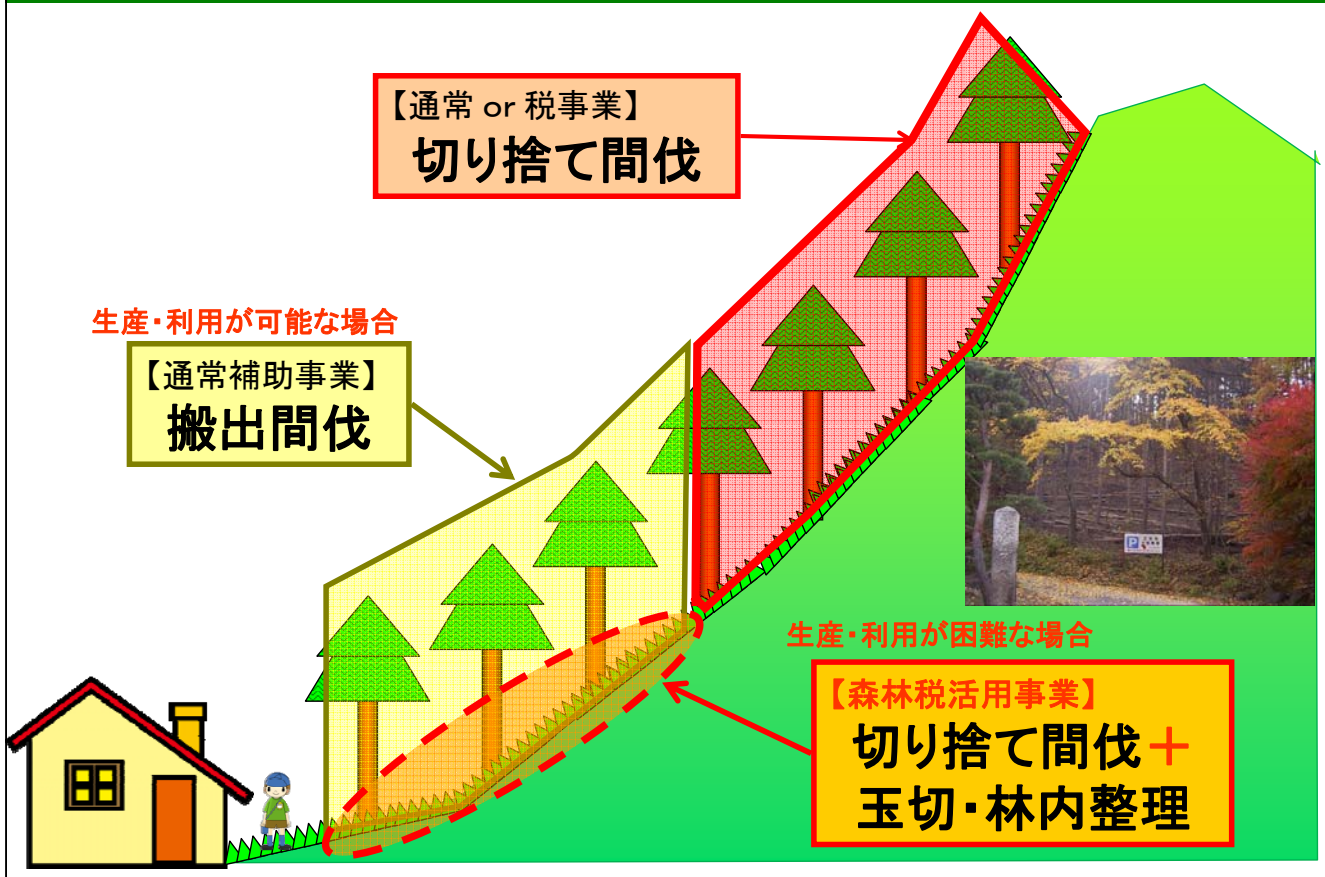 【通常 or 税事業】
切り捨て間伐
生産・利用が可能な場合
【通常補助事業】
搬出間伐
生産・利用が困難な場合
【森林税活用事業】
切り捨て間伐＋
玉切・林内整理
P